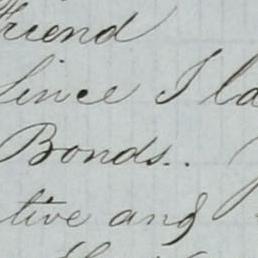 Friend
Since I la
Bonds.
tive and